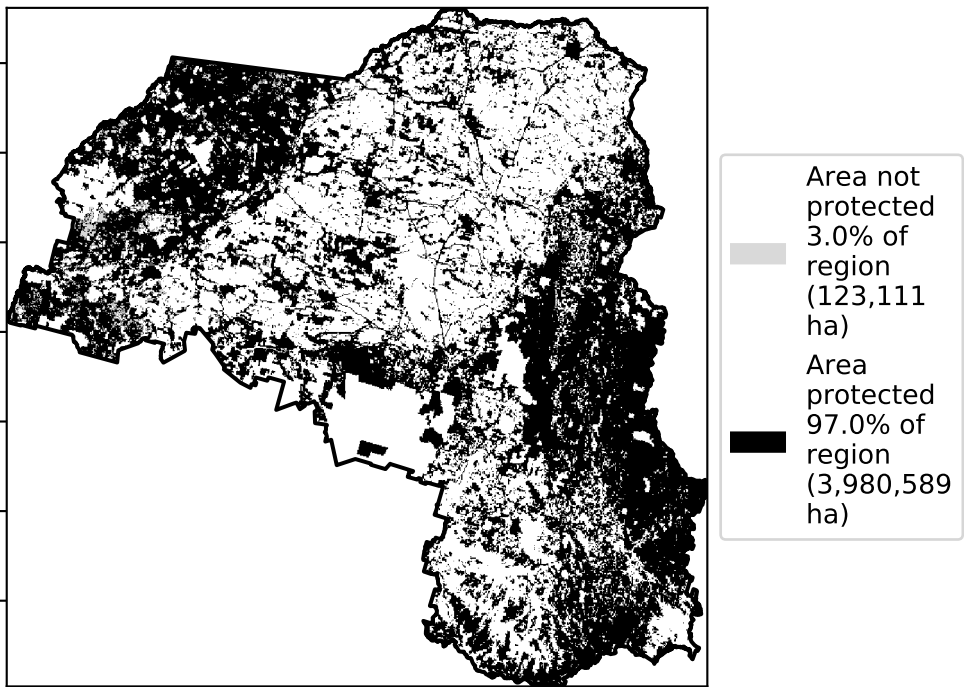 Area not
protected
3.0% of
region
(123,111
ha)
Area
protected
97.0% of
region
(3,980,589
ha)